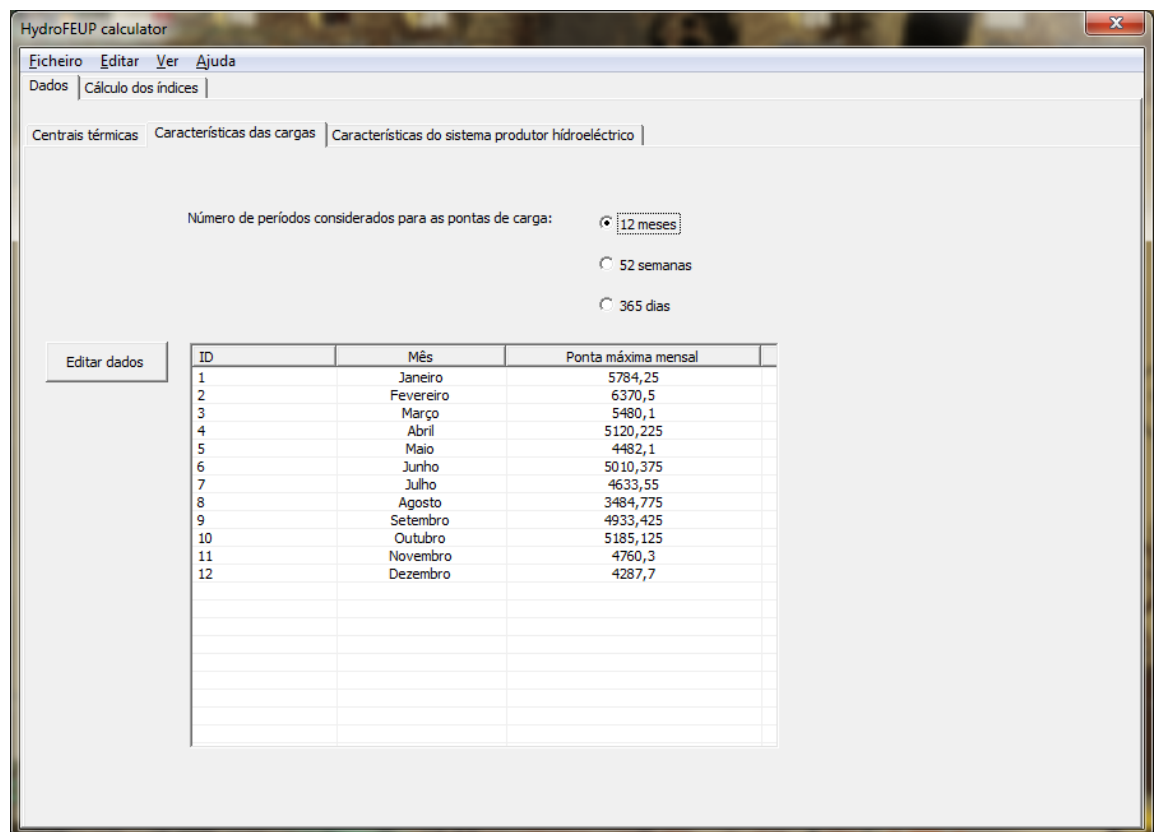 HydroFEUP calculator
x
Ficheiro Editar Ver Ajuda
Dados Cálculo dos índices
Centrais térmicas Características das cargas Características do sistema produtor hídroeléctrico
Número de períodos considerados para as pontas de carga:
12 meses
52 semanas
365 dias
Editar dados
ID Mês Ponta máxima mensal
1 Janeiro 5784,25
2 Fevereiro 6370,5
3 Março 5480,1
4 Abril 5120,225
5 Maio 4482,1
6 Junho 5010,375
7 Julho 4633,55
8 Agosto 3484,775
9 Setembro 4933,425
10 Outubro 5185,125
11 Novembro 4760,3
12 Dezembro 4287,7